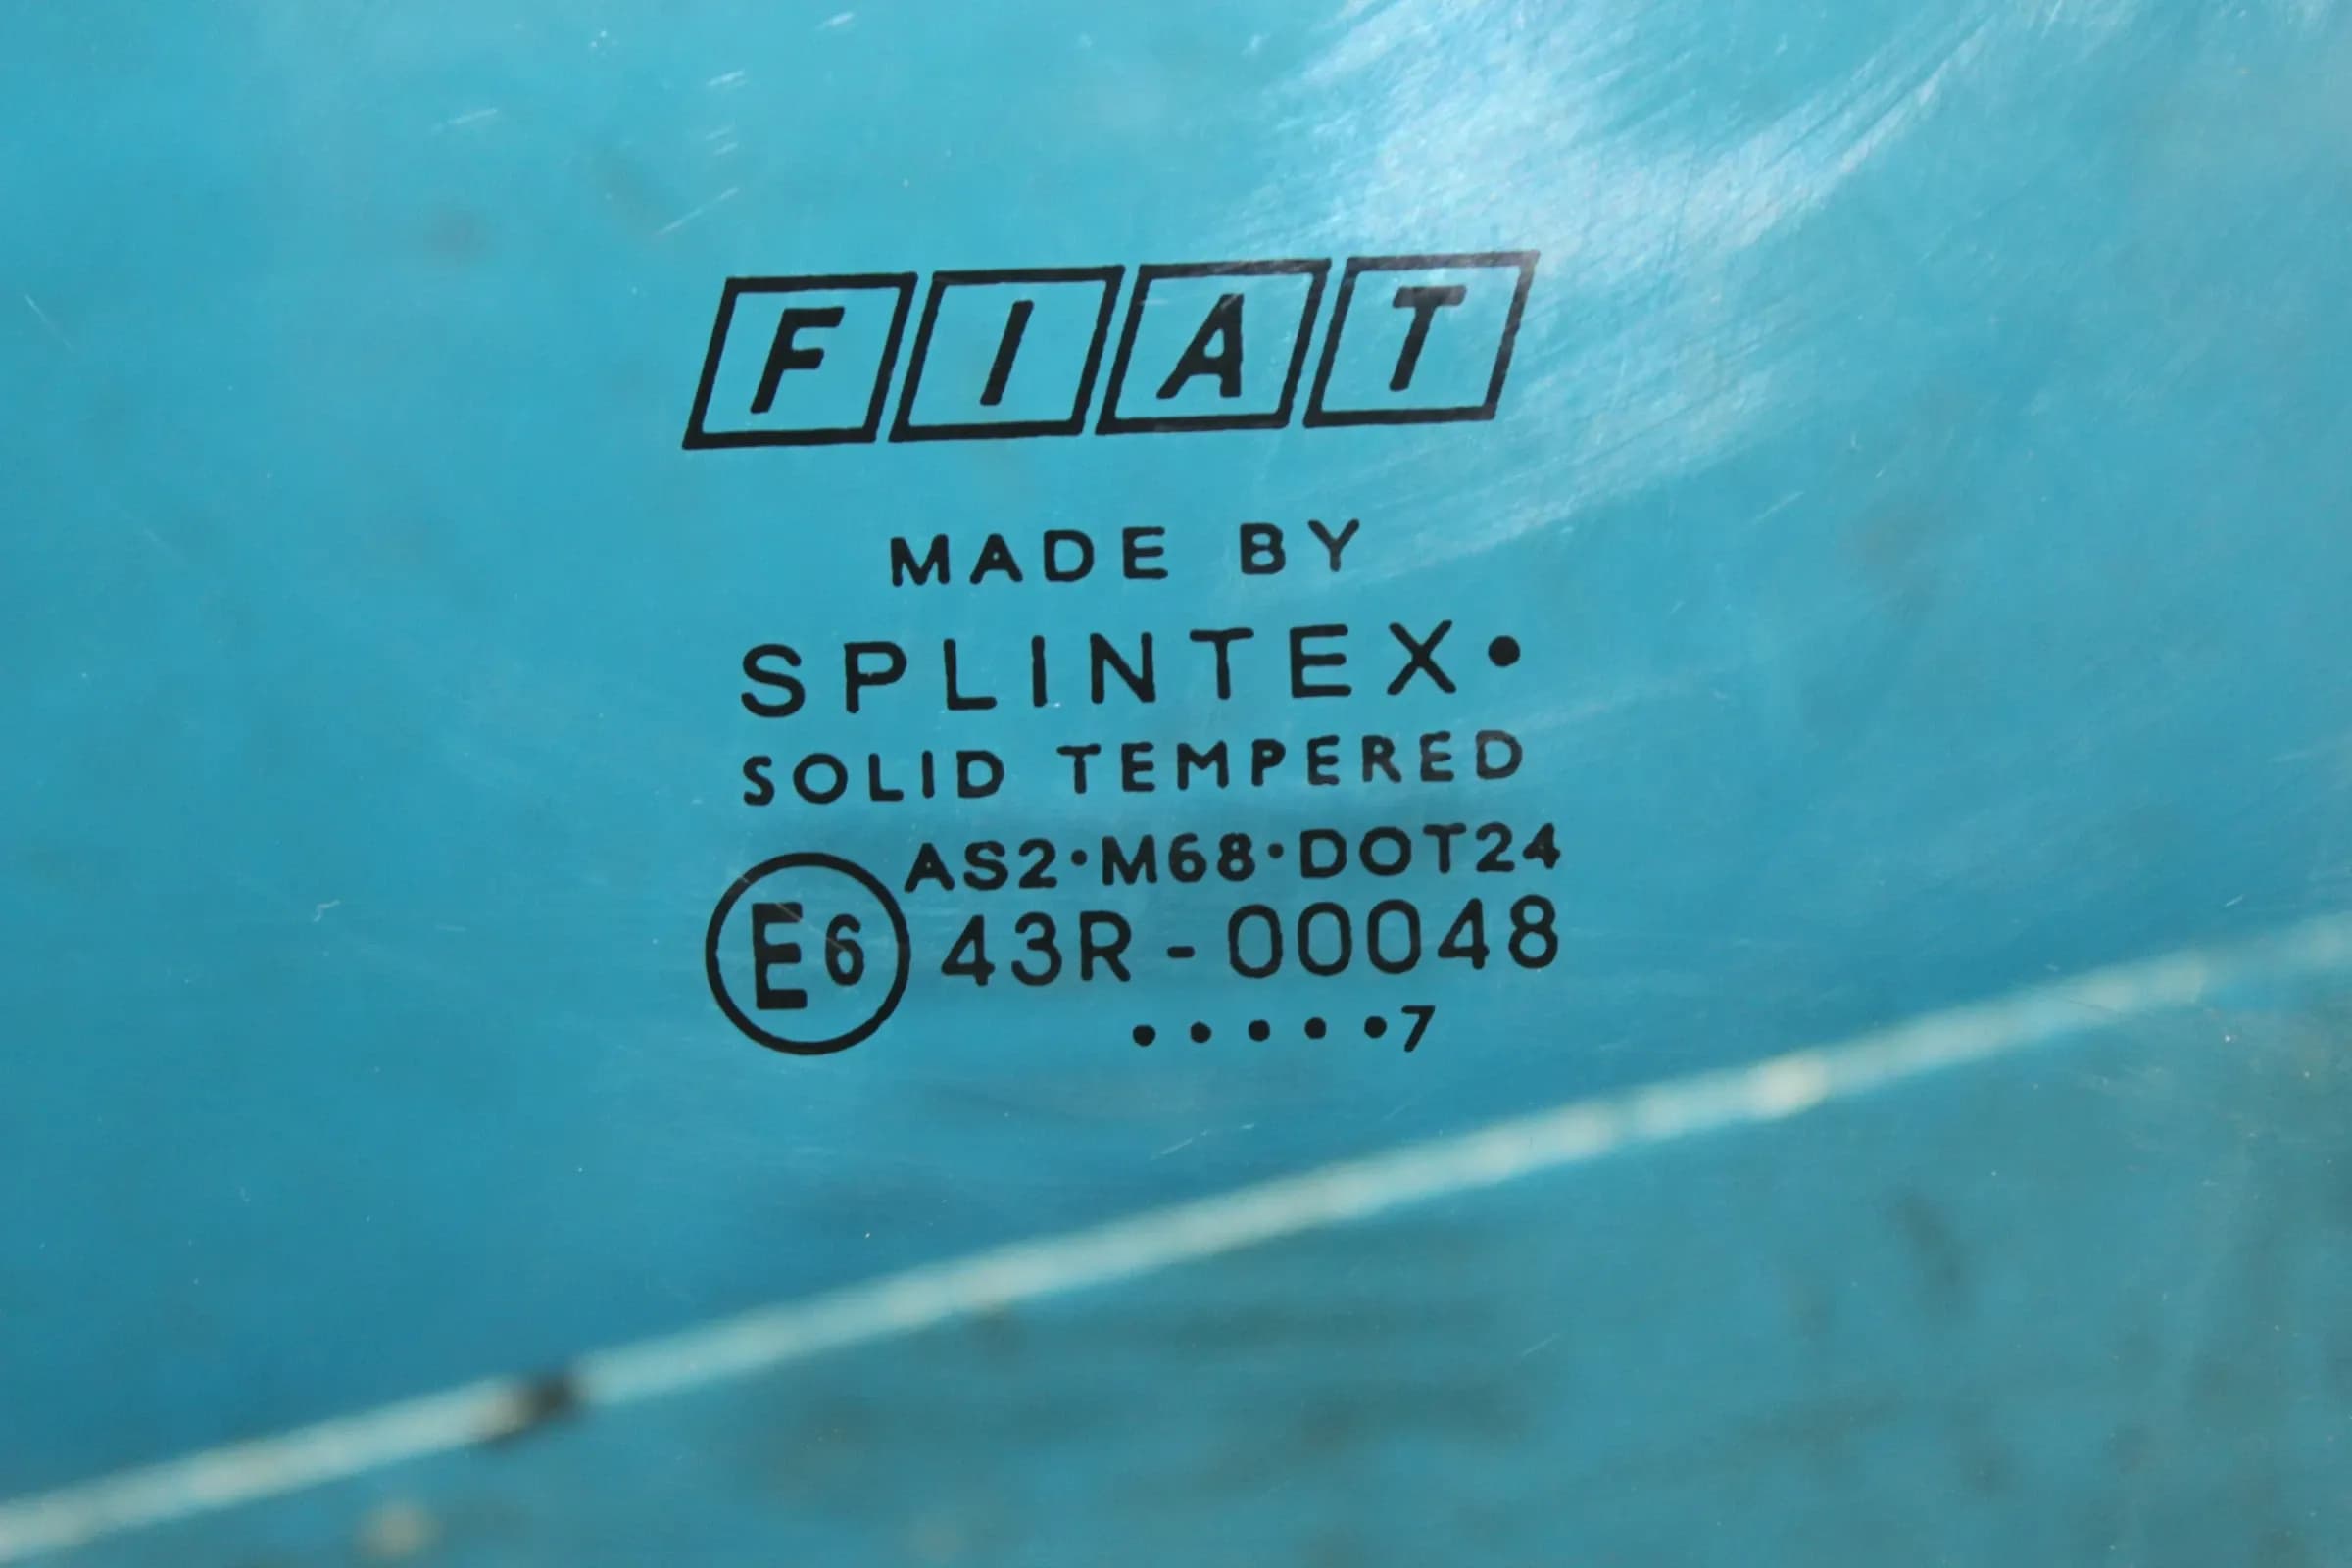 FIAT
MADE BY
SPLINTEX•
SOLID TEMPERED
AS2•M68•DOT24
E6 43R-00048
•••••7